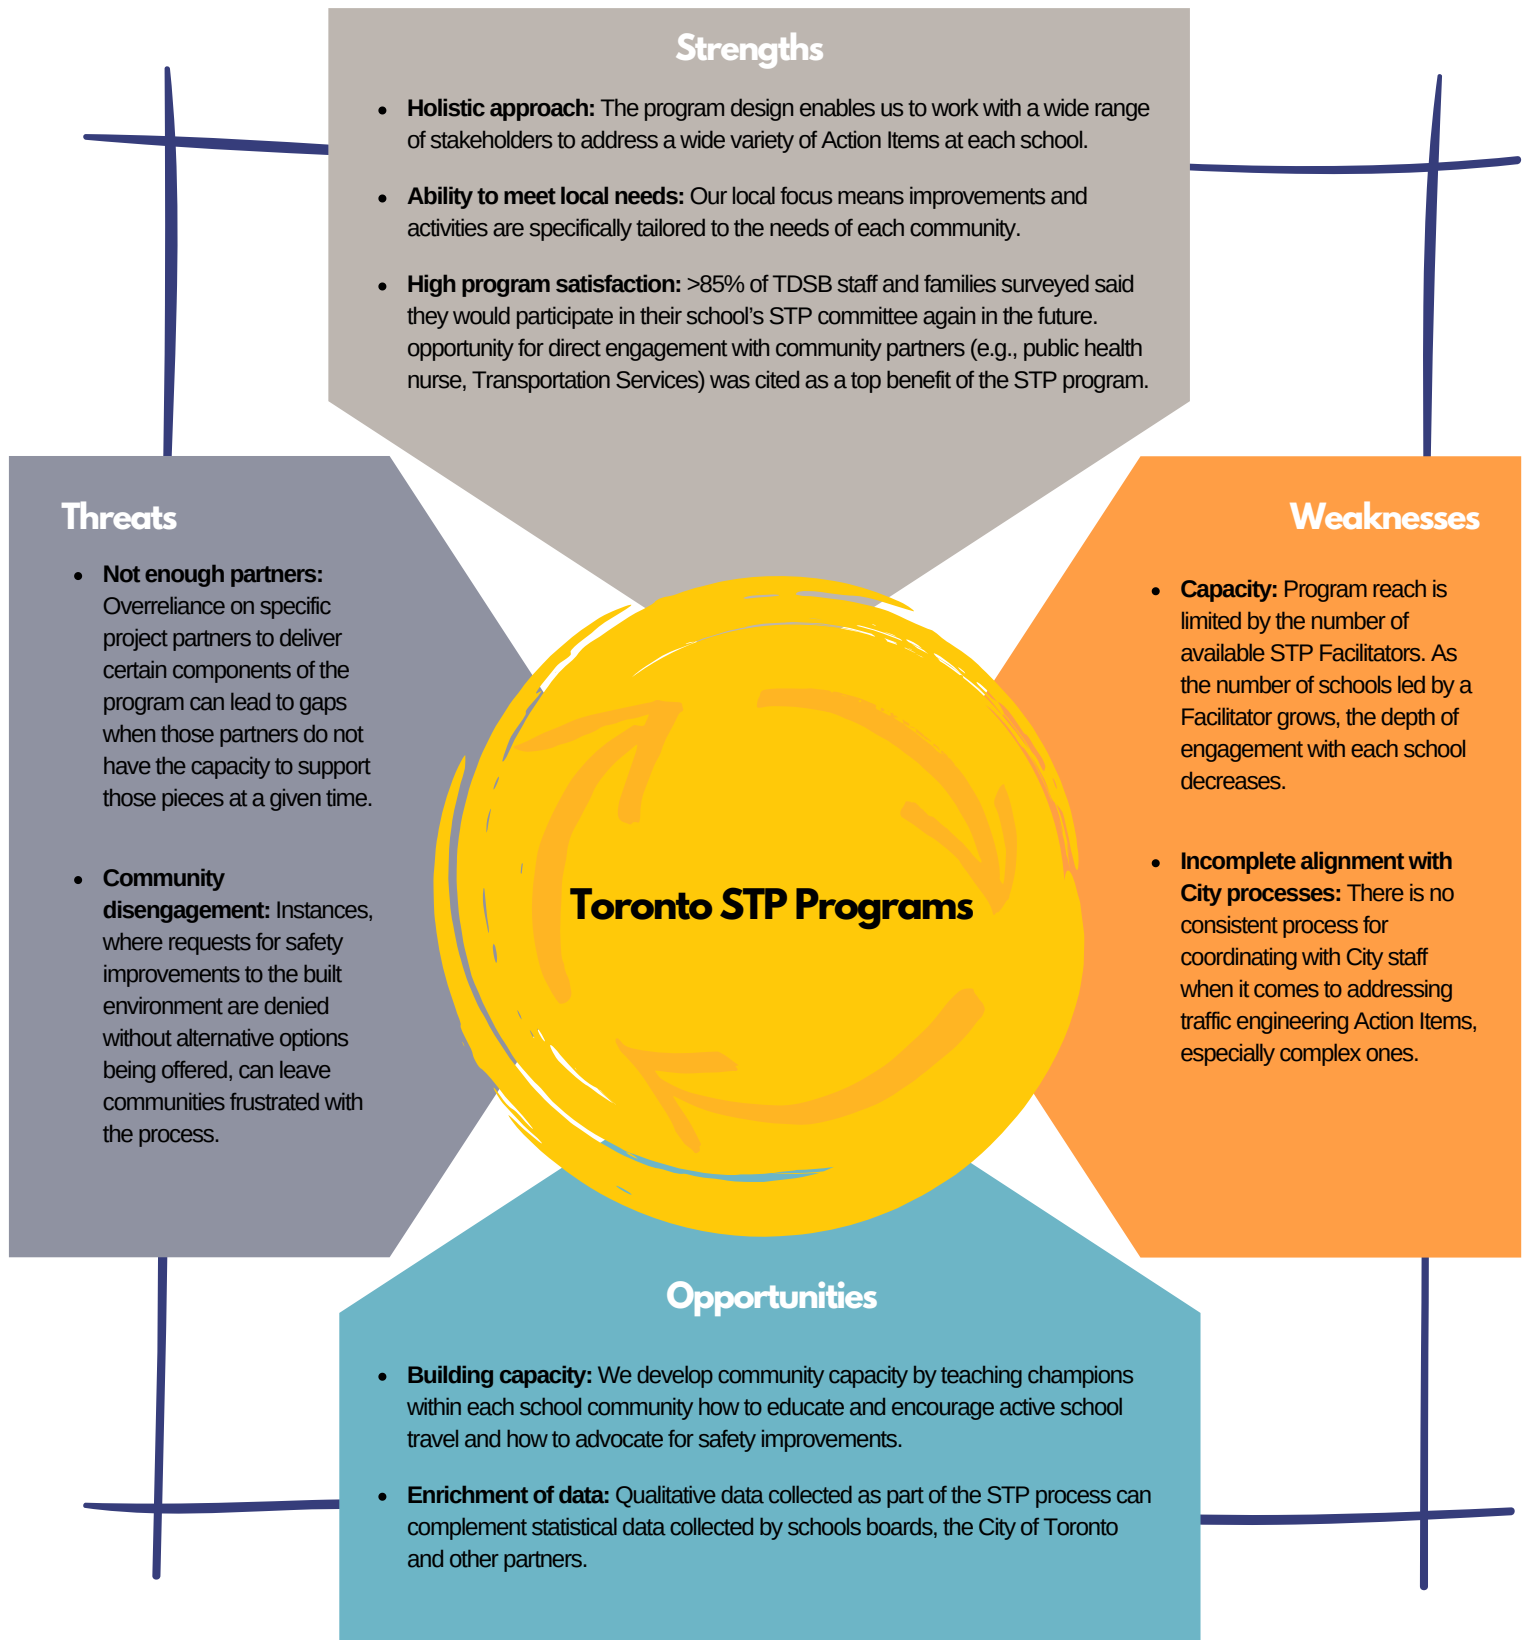 Strengths
• Holistic approach: The program design enables us to work with a wide range
of stakeholders to address a wide variety of Action Items at each school.
• Ability to meet local needs: Our local focus means improvements and
activities are specifically tailored to the needs of each community.
• High program satisfaction: >85% of TDSB staff and families surveyed said
they would participate in their school’s STP committee again in the future.
opportunity for direct engagement with community partners (e.g., public health
nurse, Transportation Services) was cited as a top benefit of the STP program.
Threats
• Not enough partners:
Overreliance on specific
project partners to deliver
certain components of the
program can lead to gaps
when those partners do not
have the capacity to support
those pieces at a given time.
• Community
disengagement: Instances,
where requests for safety
improvements to the built
environment are denied
without alternative options
being offered, can leave
communities frustrated with
the process.
Toronto STP Programs
Weaknesses
• Capacity: Program reach is
limited by the number of
available STP Facilitators. As
the number of schools led by a
Facilitator grows, the depth of
engagement with each school
decreases.
• Incomplete alignment with
City processes: There is no
consistent process for
coordinating with City staff
when it comes to addressing
traffic engineering Action Items,
especially complex ones.
Opportunities
• Building capacity: We develop community capacity by teaching champions
within each school community how to educate and encourage active school
travel and how to advocate for safety improvements.
• Enrichment of data: Qualitative data collected as part of the STP process can
complement statistical data collected by schools boards, the City of Toronto
and other partners.